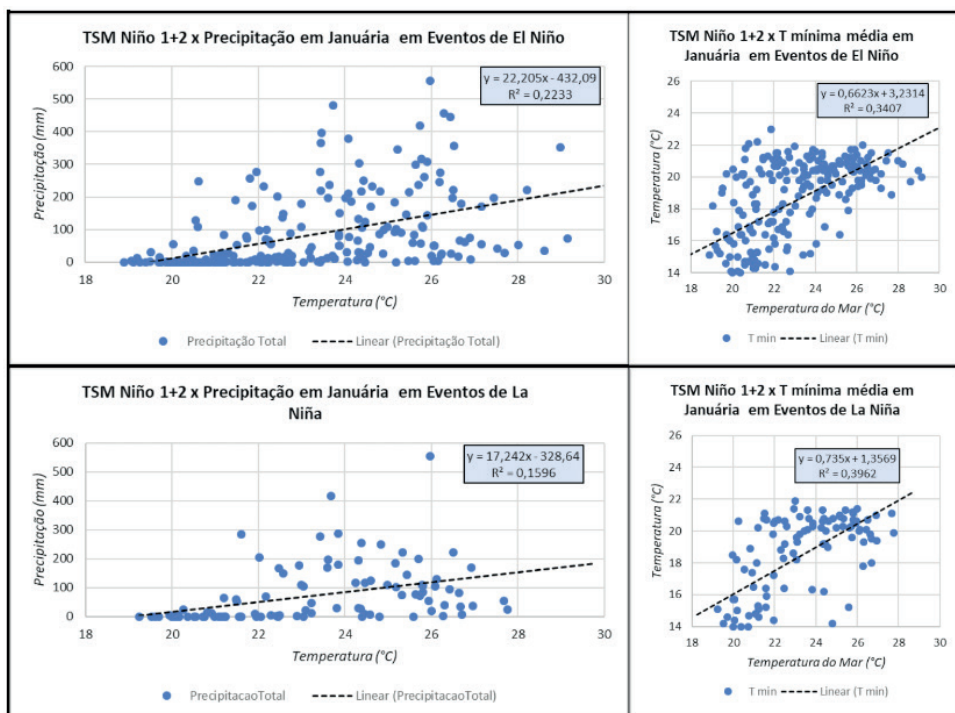 TSM Niño 1+2 x Precipitação em Januária em Eventos de El Niño
600
500
400
300
200
100
0
Precipitação (mm)
y = 22,205x - 432,09
R² = 0,2233
18 20 22 24 26 28 30
Temperatura (°C)
Precipitação Total
Linear (Precipitação Total)
TSM Niño 1+2 x T mínima média em
Januária em Eventos de El Niño
26
24
22
20
18
16
14
Temperatura (°C)
y = 0,6623x + 3,2314
R² = 0,3407
18 20 22 24 26 28 30
Temperatura do Mar (°C)
T min
Linear (T min)
TSM Niño 1+2 x Precipitação em Januária em Eventos de La
Niña
600
500
400
300
200
100
0
Precipitação (mm)
y = 17,242x - 328,64
R² = 0,1596
18 20 22 24 26 28 30
Temperatura (°C)
PrecipitacaoTotal
Linear (PrecipitacaoTotal)
TSM Niño 1+2 x T mínima média em
Januária em Eventos de La Niña
26
24
22
20
18
16
14
Temperatura (°C)
y = 0,735x + 1,3569
R² = 0,3962
18 20 22 24 26 28 30
Temperatura do Mar (°C)
T min
Linear (T min)